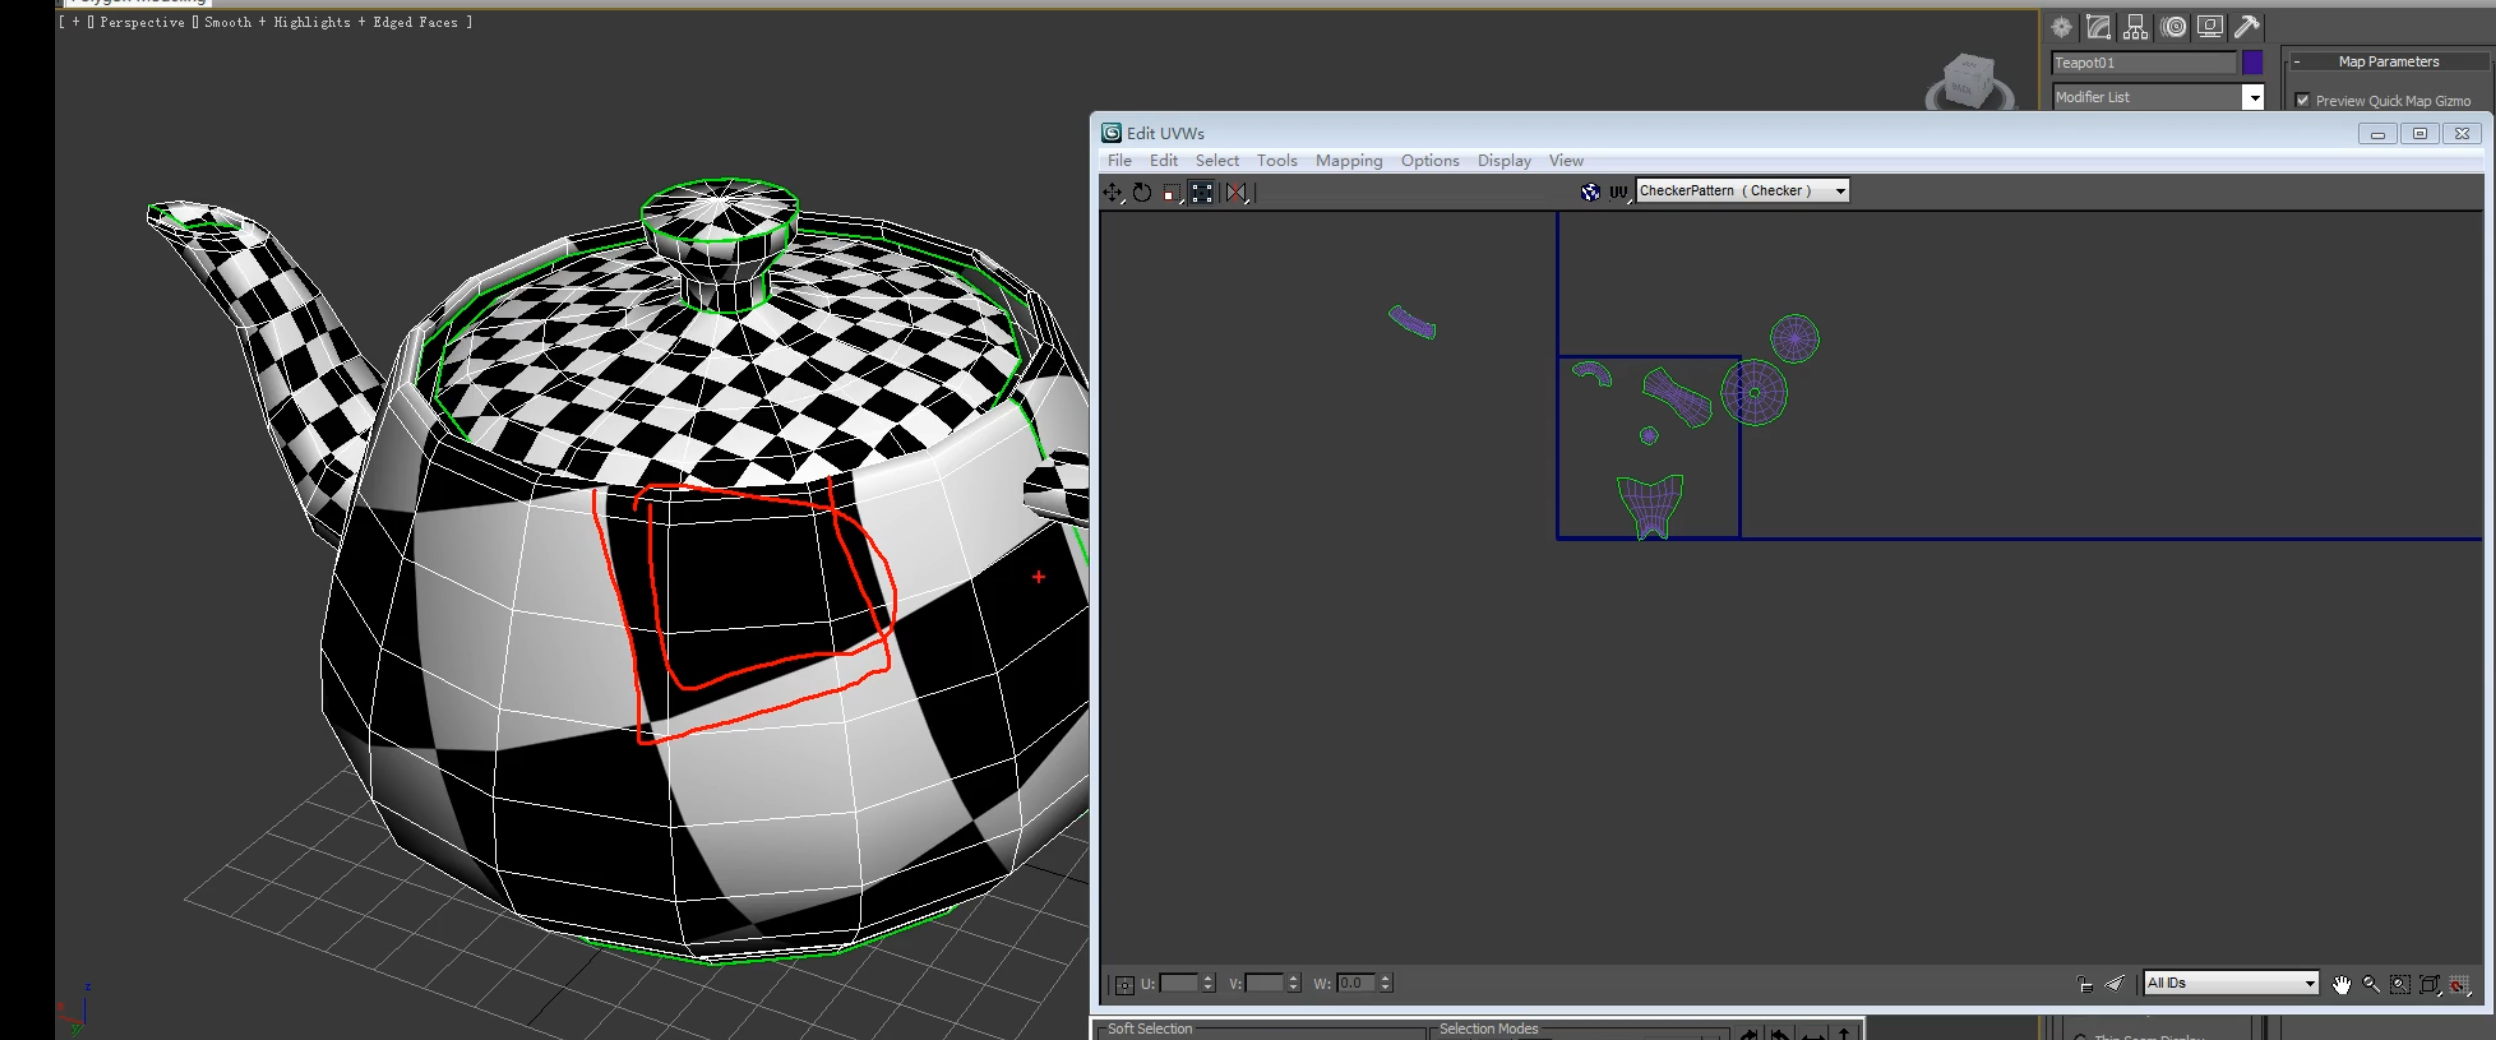 [ + [] Perspective [] Smooth + Highlights + Edged Faces ]
Teapot01
Modifier List
- Map Parameters
Preview Quick Map Gizmo
Edit UVWs
File Edit Select Tools Mapping Options Display View
UV CheckerPattern ( Checker )
U: V: W: 0.0
All IDs
Soft Selection
Selection Modes
z
y